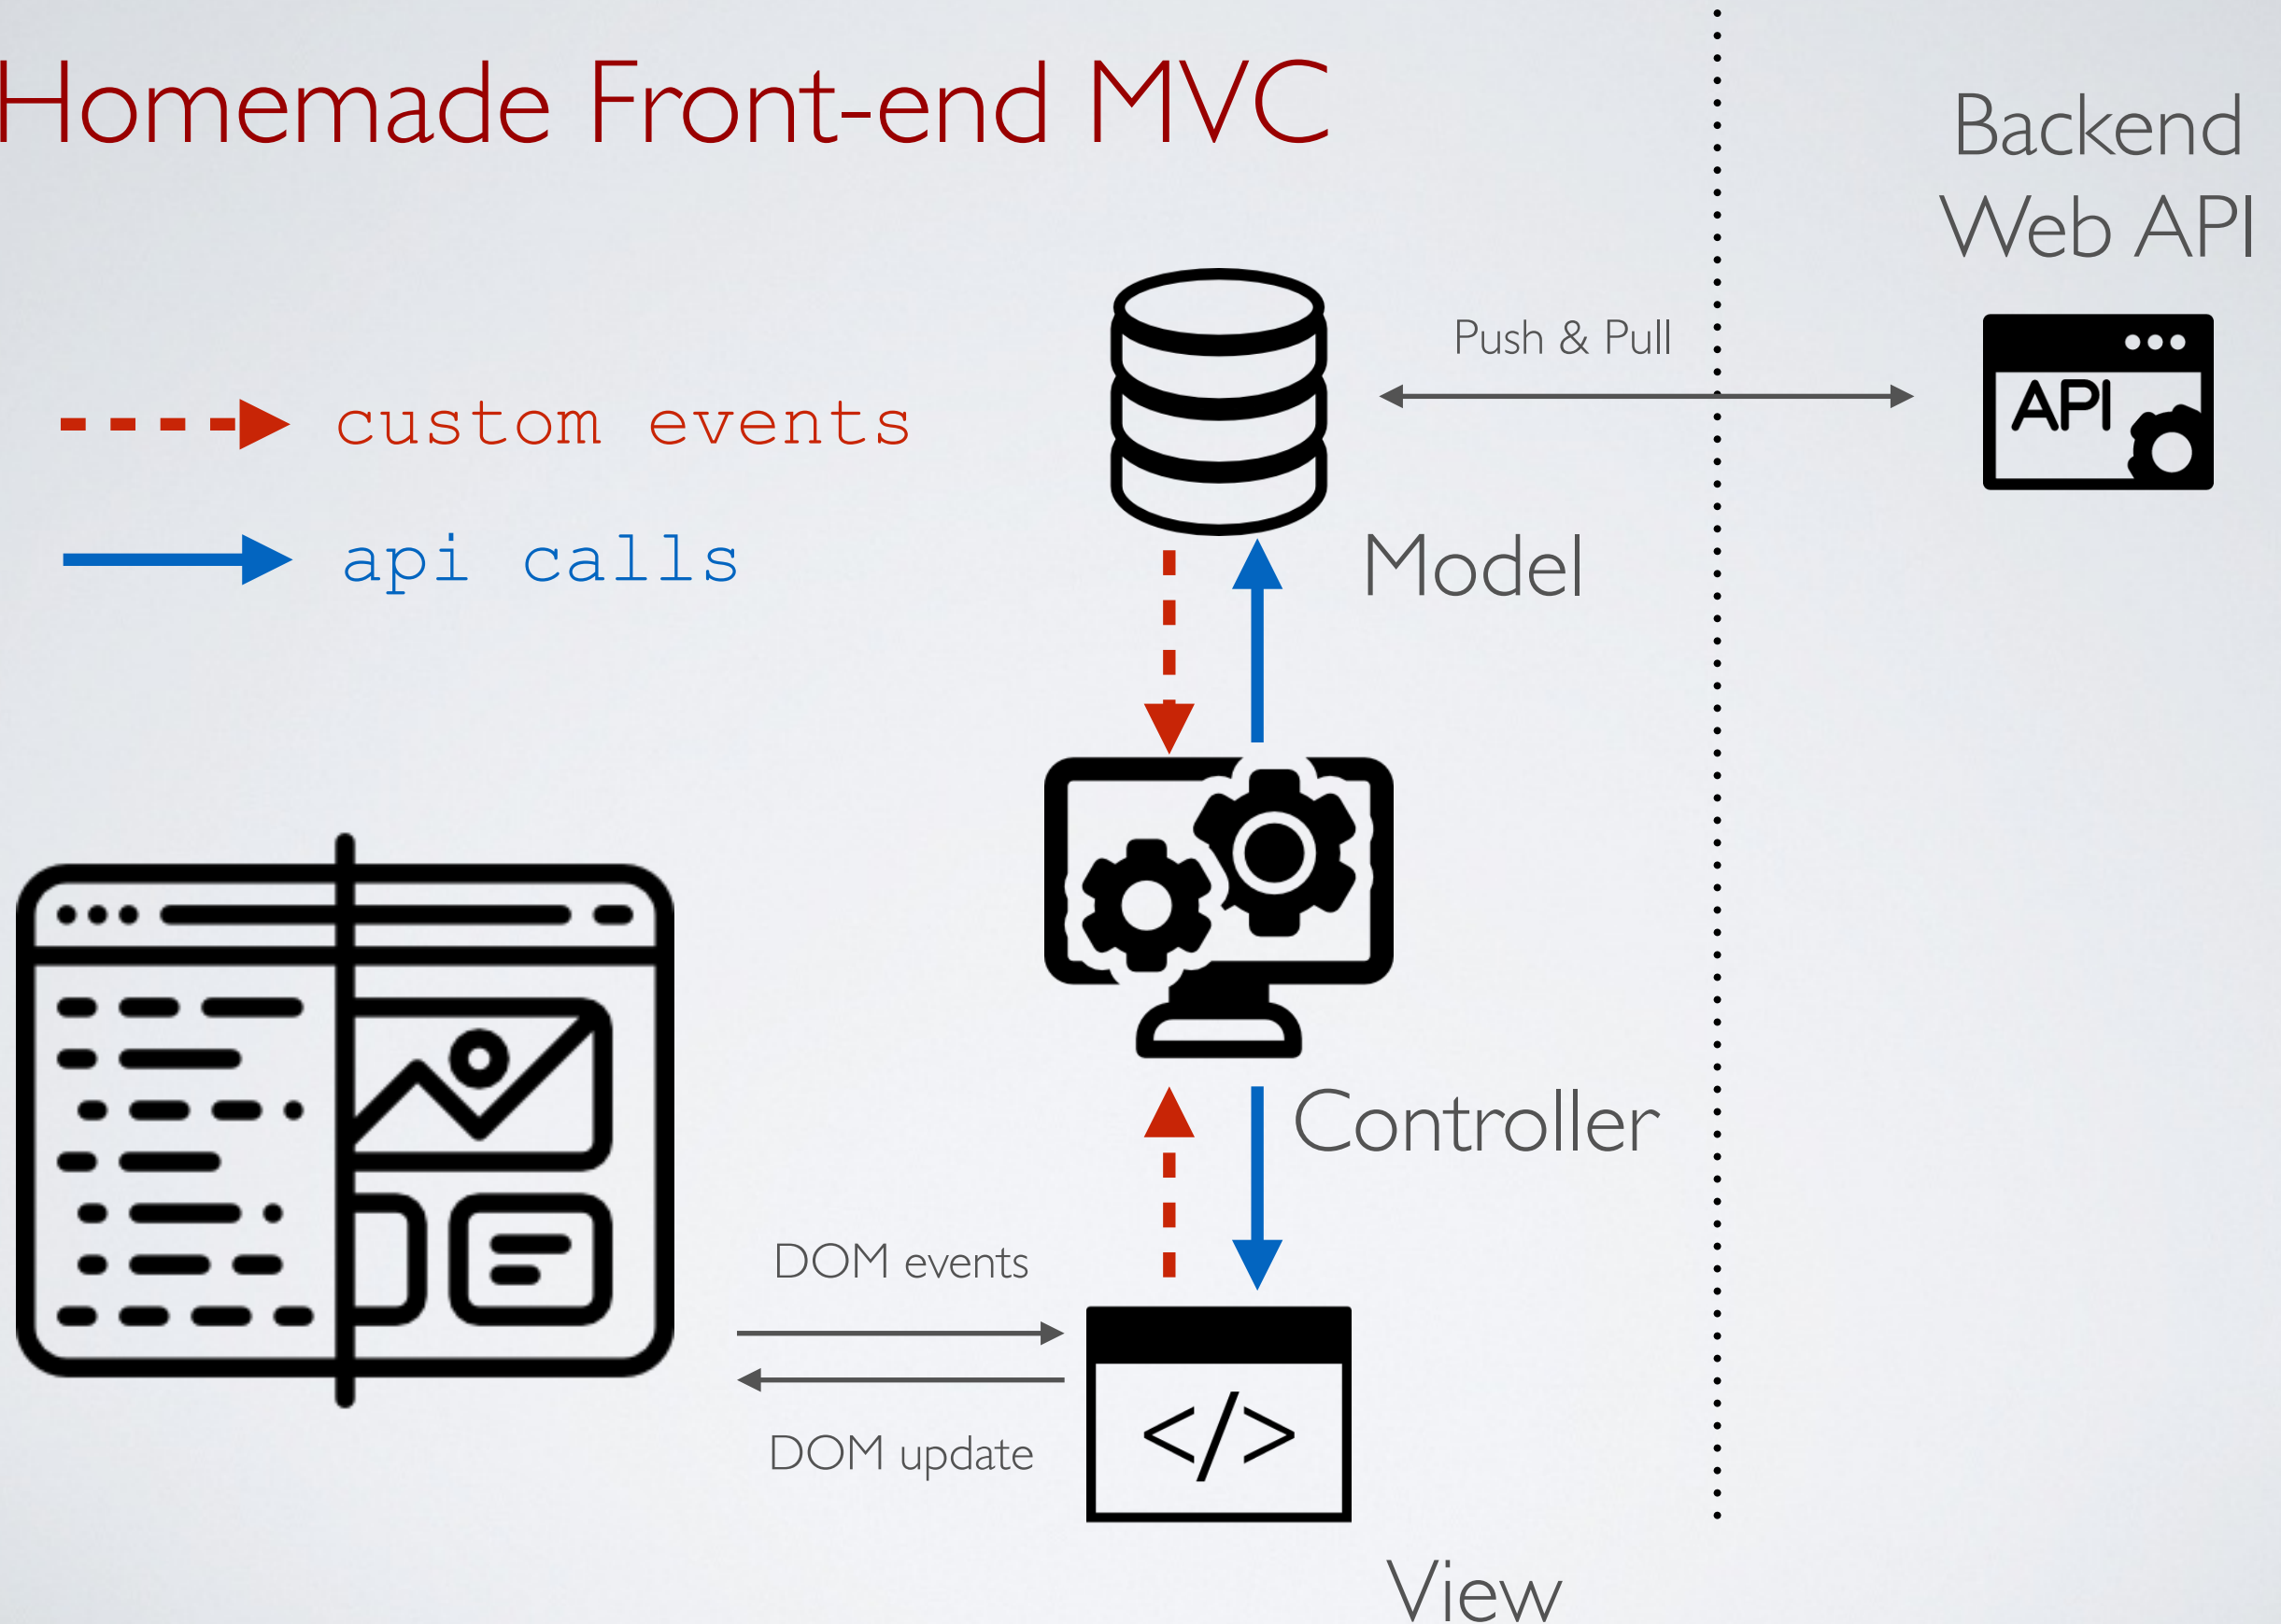 Homemade Front-end MVC
Backend
Web API
Push & Pull
API
custom events
api calls
Model
Controller
DOM events
DOM update
</>
View